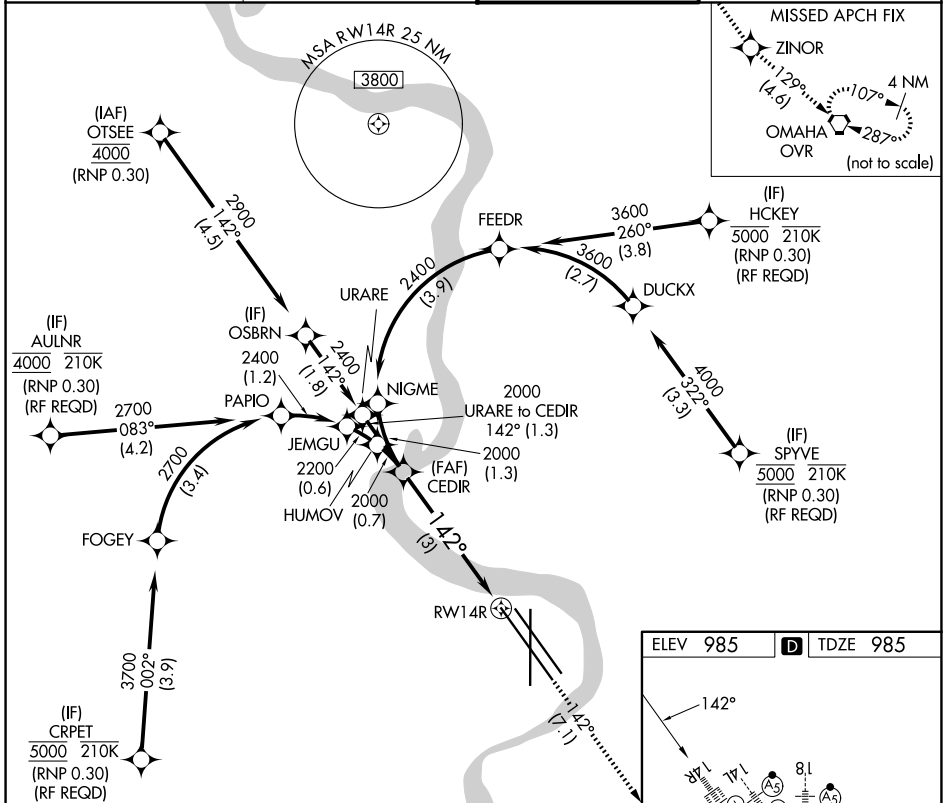 MISSED APCH FIX
ZINOR
129°
(4.6)
4 NM
107°
287°
OMAHA
OVR
(not to scale)
MSA RW14R 25 NM
3800
(IAF)
OTSEE
4000
(RNP 0.30)
2900
142°
(4.5)
(IF)
HCKEY
5000 210K
(RNP 0.30)
(RF REQD)
3600
260°
(3.8)
FEEDR
3600
(2.7)
DUCKX
2400
(3.9)
URARE
(IF)
OSBRN
2400
142°
(1.8)
4000
322°
(3.3)
(IF)
AULNR
4000 210K
(RNP 0.30)
(RF REQD)
2400
(1.2)
PAPIO
2700
083°
(4.2)
NIGME
2000
URARE to CEDIR
142° (1.3)
JEMGU
2000
(1.3)
2200
(0.6)
HUMOV
2000
(0.7)
(FAF)
CEDIR
(IF)
SPYVE
5000 210K
(RNP 0.30)
(RF REQD)
2700
(3.4)
FOGEY
142°
(3)
RW14R
3700
002°
(3.9)
(IF)
CRPET
5000 210K
(RNP 0.30)
(RF REQD)
142°
(7.1)
ELEV 985 D TDZE 985
142°
14R
14L
18
A5
A5